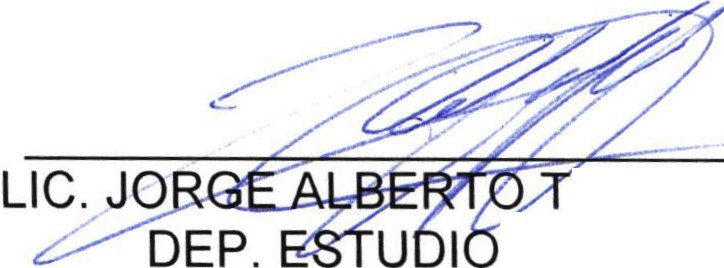 LIC. JORGE ALBERTO T
DEP. ESTUDIO